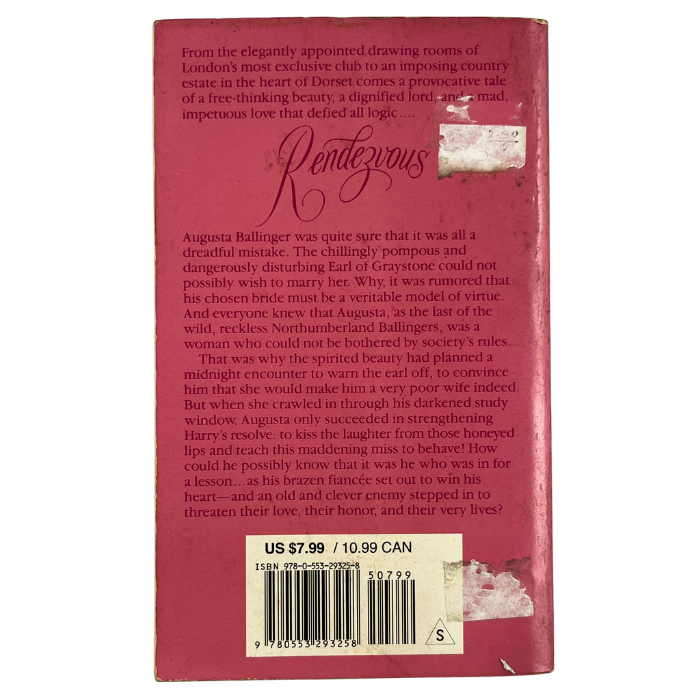 From the elegantly appointed drawing rooms of
London's most exclusive club to an imposing country
estate in the heart of Dorset comes a provocative tale
of a free-thinking beauty, a dignified lord, and a mad,
impetuous love that defied all logic....
Rendezvous
Augusta Ballinger was quite sure that it was all a
dreadful mistake. The chillingly pompous and
dangerously disturbing Earl of Graystone could not
possibly wish to marry her. Why, it was rumored that
his chosen bride must be a veritable model of virtue.
And everyone knew that Augusta, as the last of the
wild, reckless Northumberland Ballingers, was a
woman who could not be bothered by society's rules.
That was why the spirited beauty had planned a
midnight encounter to warn the earl off, to convince
him that she would make him a very poor wife indeed.
But when she crawled in through his darkened study
window, Augusta only succeeded in strengthening
Harry's resolve: to kiss the laughter from those honeyed
lips and teach this maddening miss to behave! How
could he possibly know that it was he who was in for
a lesson...as his brazen fiancée set out to win his
heart—and an old and clever enemy stepped in to
threaten their love, their honor, and their very lives?
US $7.99 / 10.99 CAN
ISBN 978-0-553-29325-8
50799
9 780553 293258
S